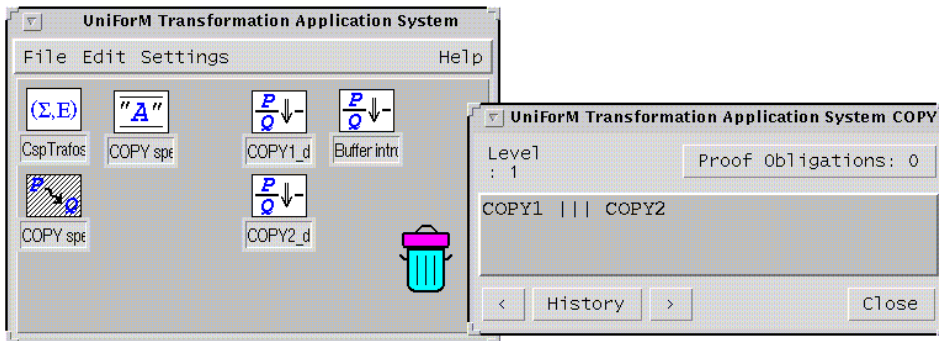 UniForM Transformation Application System
File Edit Settings Help
(Σ,E) "A" P/Q ⇓- P/Q ⇓-
CspTrafos COPY spe COPY1_d Buffer intr
P Q P/Q ⇓-
COPY spe COPY2_d
UniForM Transformation Application System COPY
Level
: 1
Proof Obligations: 0
COPY1 ||| COPY2
< History > Close